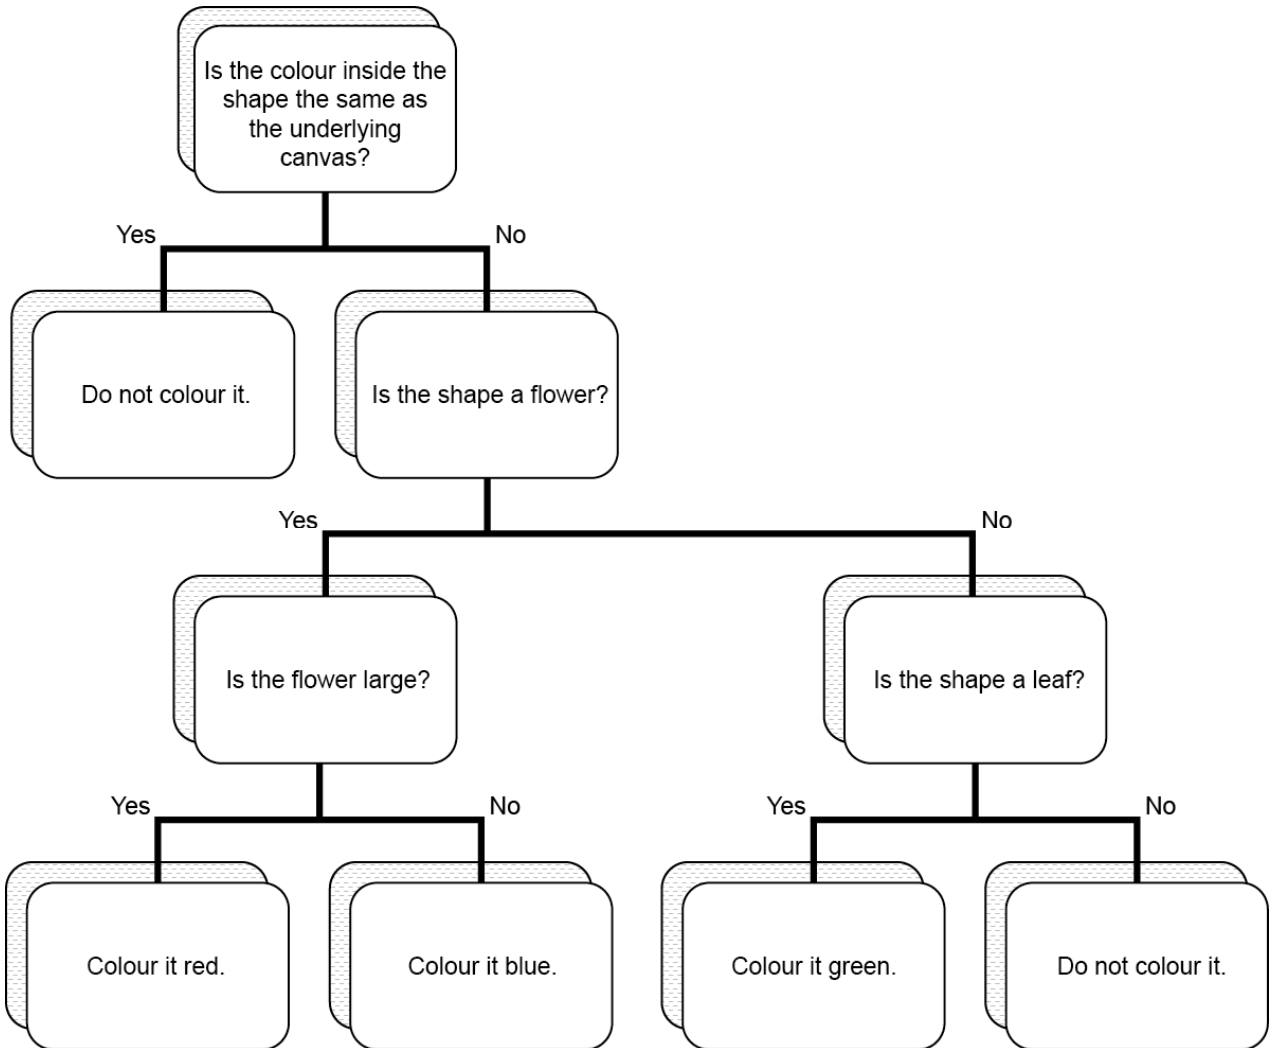 Is the colour inside the
shape the same as
the underlying
canvas?
Yes
No
Do not colour it.
Is the shape a flower?
Yes
No
Is the flower large?
Is the shape a leaf?
Yes
No
Yes
No
Colour it red.
Colour it blue.
Colour it green.
Do not colour it.